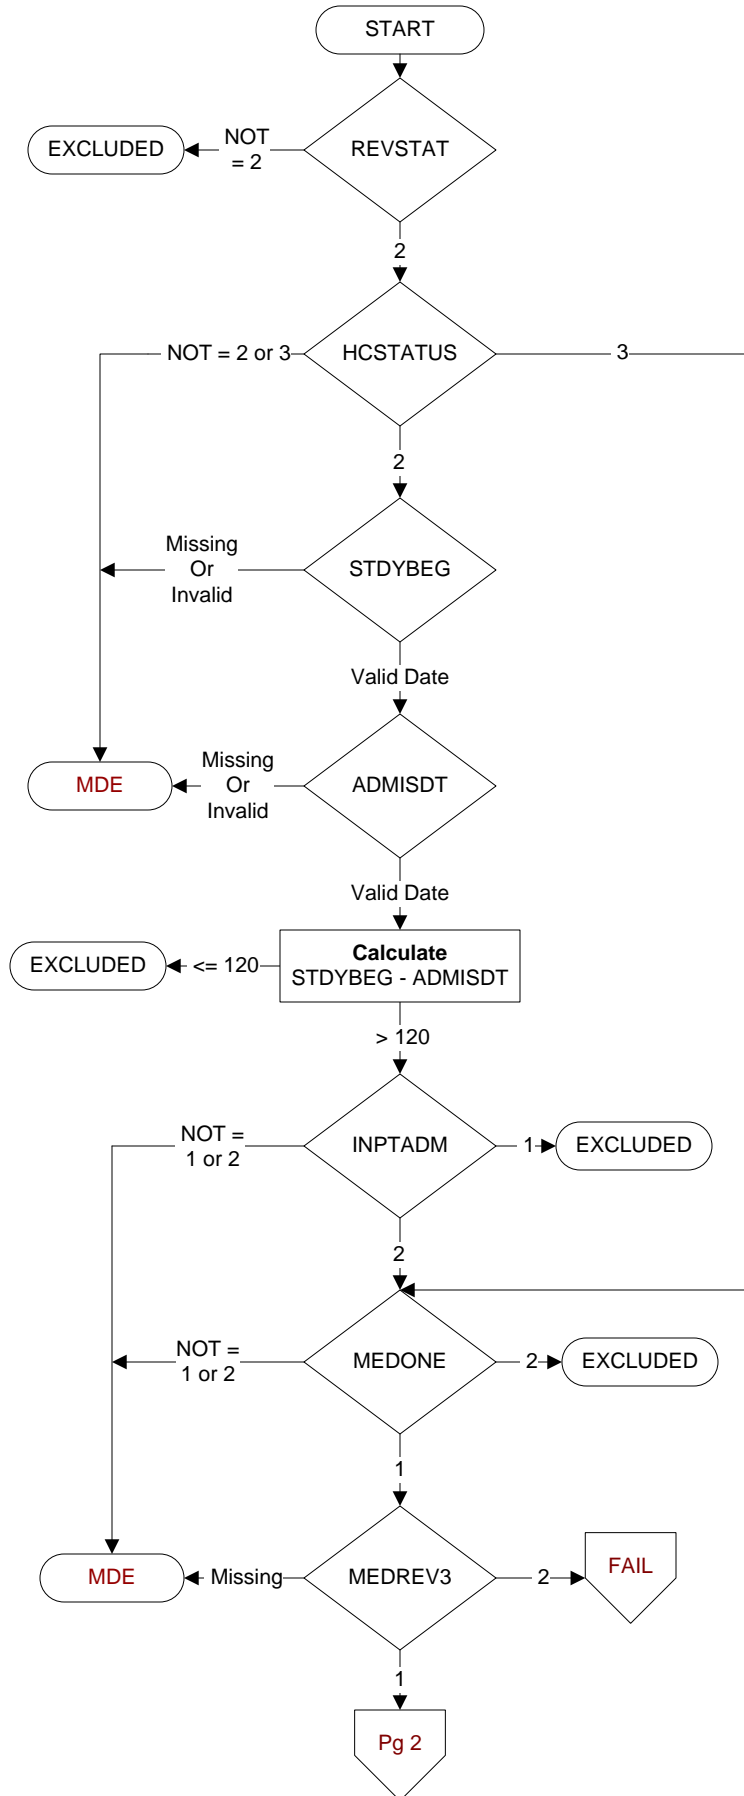 START
REVSTAT
NOT
= 2
EXCLUDED
2
HCSTATUS
NOT = 2 or 3
3
2
STDYBEG
Missing
Or
Invalid
Valid Date
ADMISDT
Missing
Or
Invalid
MDE
Valid Date
Calculate
STDYBEG - ADMISDT
<= 120
EXCLUDED
> 120
INPTADM
NOT =
1 or 2
1
EXCLUDED
2
MEDONE
NOT =
1 or 2
2
EXCLUDED
1
MEDREV3
Missing
MDE
2
FAIL
1
Pg 2